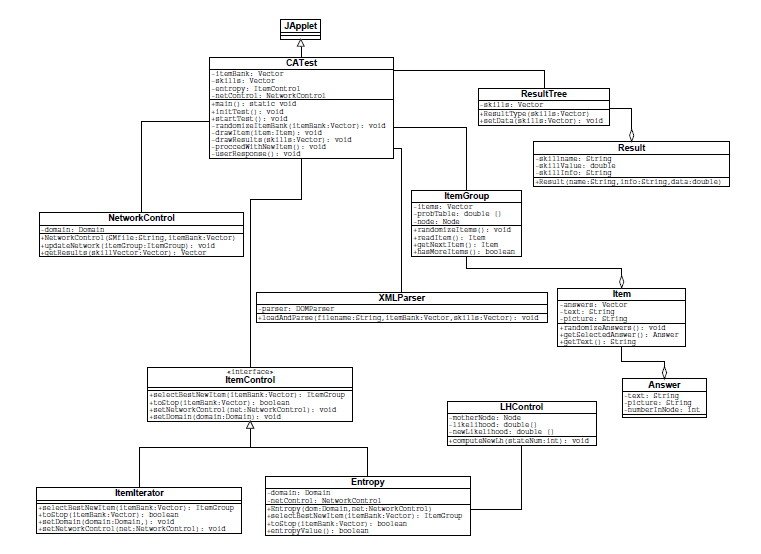 JApplet
CATest
-itemBank: Vector
-skills: Vector
-entropy: ItemControl
-netControl: NetworkControl
+main(): static void
+initTest(): void
+startTest(): void
-randomizeItemBank(itemBank:Vector): void
-drawItem(item:Item): void
-drawResults(skills:Vector): void
-proccedWithNewItem(): void
-userResponse(): void
ResultTree
-skills: Vector
+ResultType(skills:Vector)
+setData(skills:Vector): void
Result
-skillname: String
-skillValue: double
-skillInfo: String
+Result(name:String,info:String,data:double)
NetworkControl
-domain: Domain
+NetworkControl(SMfile:String,itemBank:Vector)
+updateNetwork(itemGroup:ItemGroup): void
+getResults(skillVector:Vector): Vector
ItemGroup
-items: Vector
-probTable: double ()
-node: Node
+randomizeItems(): void
+readItem(): Item
+getNextItem(): Item
+hasMoreItems(): boolean
XMLParser
-parser: DOMParser
+loadAndParse(filename:String,itemBank:Vector,skills:Vector): void
Item
-answers: Vector
-text: String
-picture: String
+randomizeAnswers(): void
+getSelectedAnswer(): Answer
+getText(): String
<<interface>>
ItemControl
+selectBestNewItem(itemBank:Vector): ItemGroup
+toStop(itemBank:Vector): boolean
+setNetworkControl(net:NetworkControl): void
+setDomain(domain:Domain): void
Answer
-text: String
-picture: String
-numberInNode: int
LHControl
-motherNode: Node
-likelihood: double()
-newLikelihood: double ()
+computeNewLh(stateNum:int): void
ItemIterator
+selectBestNewItem(itemBank:Vector): ItemGroup
+toStop(itemBank:Vector): boolean
+setDomain(domain:Domain,): void
+setNetworkControl(net:NetworkControl): void
Entropy
-domain: Domain
-netControl: NetworkControl
+Entropy(dom:Domain,net:NetworkControl)
+selectBestNewItem(itemBank:Vector): ItemGroup
+toStop(itemBank:Vector): boolean
+entropyValue(): boolean